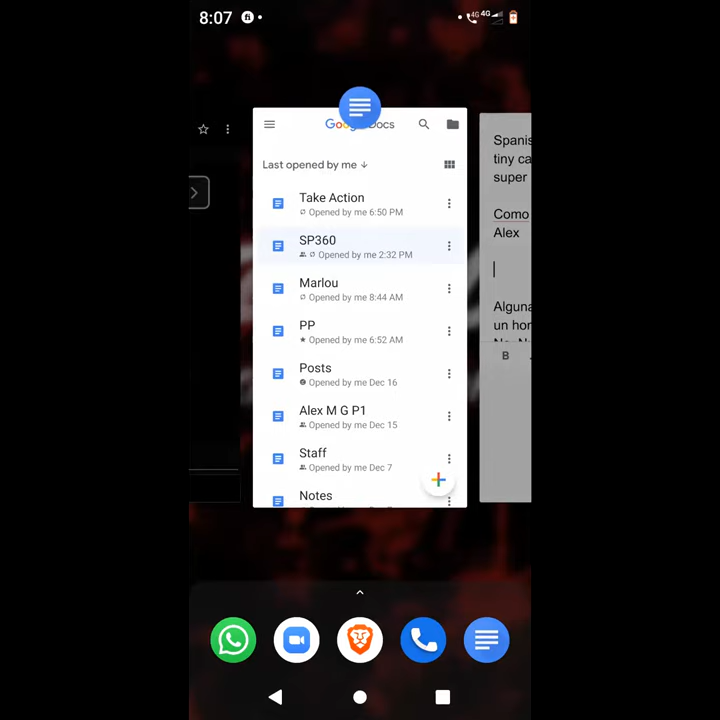 8:07
4G 4G
Google Docs
Last opened by me
Take Action
Opened by me 6:50 PM
SP360
Opened by me 2:32 PM
Marlou
Opened by me 8:44 AM
PP
Opened by me 6:52 AM
Posts
Opened by me Dec 16
Alex M G P1
Opened by me Dec 15
Staff
Opened by me Dec 7
Notes
Spanis
tiny ca
super
Como
Alex
Alguna
un hor
B